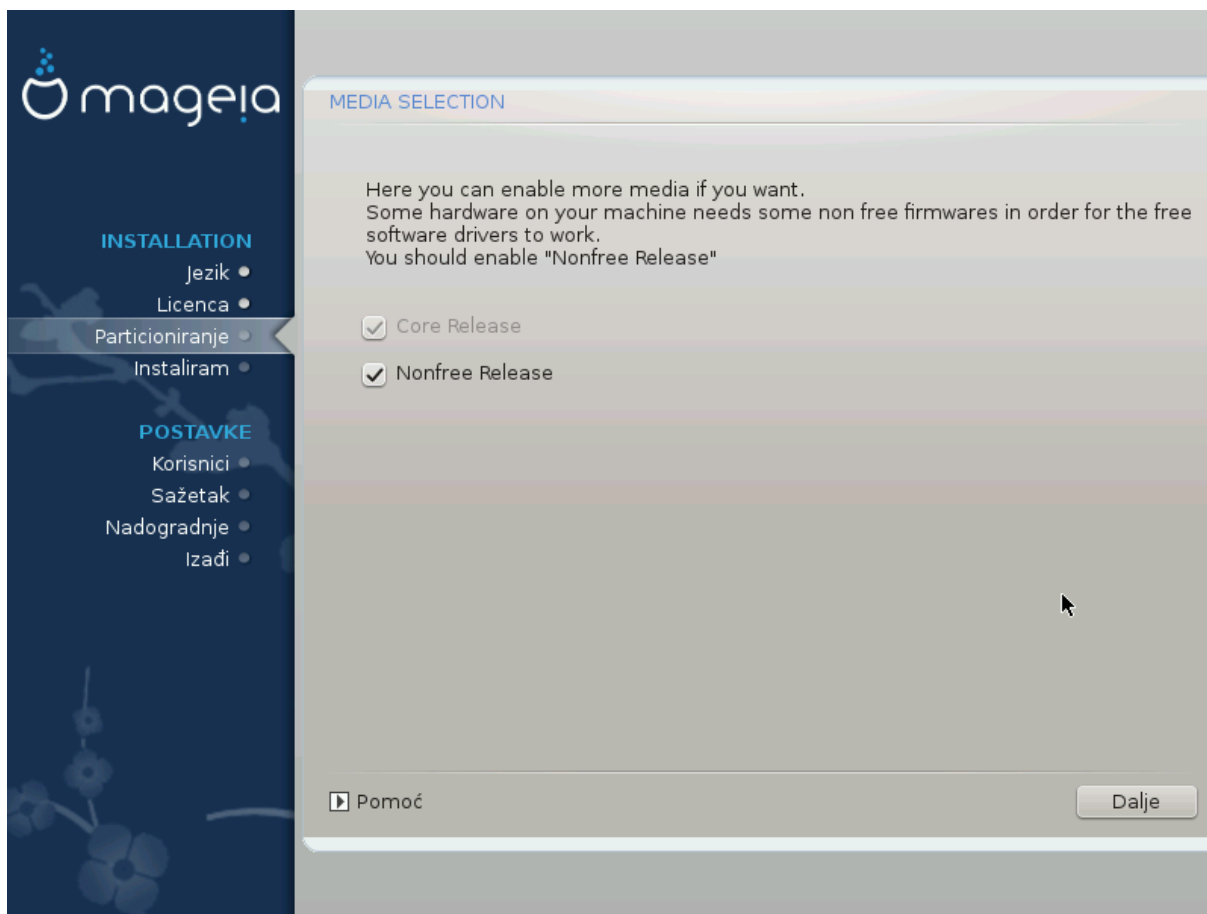 mageia
INSTALLATION
Jezik
Licenca
Particioniranje
Instaliram
POSTAVKE
Korisnici
Sažetak
Nadogradnje
Izađi
MEDIA SELECTION
Here you can enable more media if you want.
Some hardware on your machine needs some non free firmwares in order for the free
software drivers to work.
You should enable "Nonfree Release"
Core Release
Nonfree Release
Pomoć
Dalje